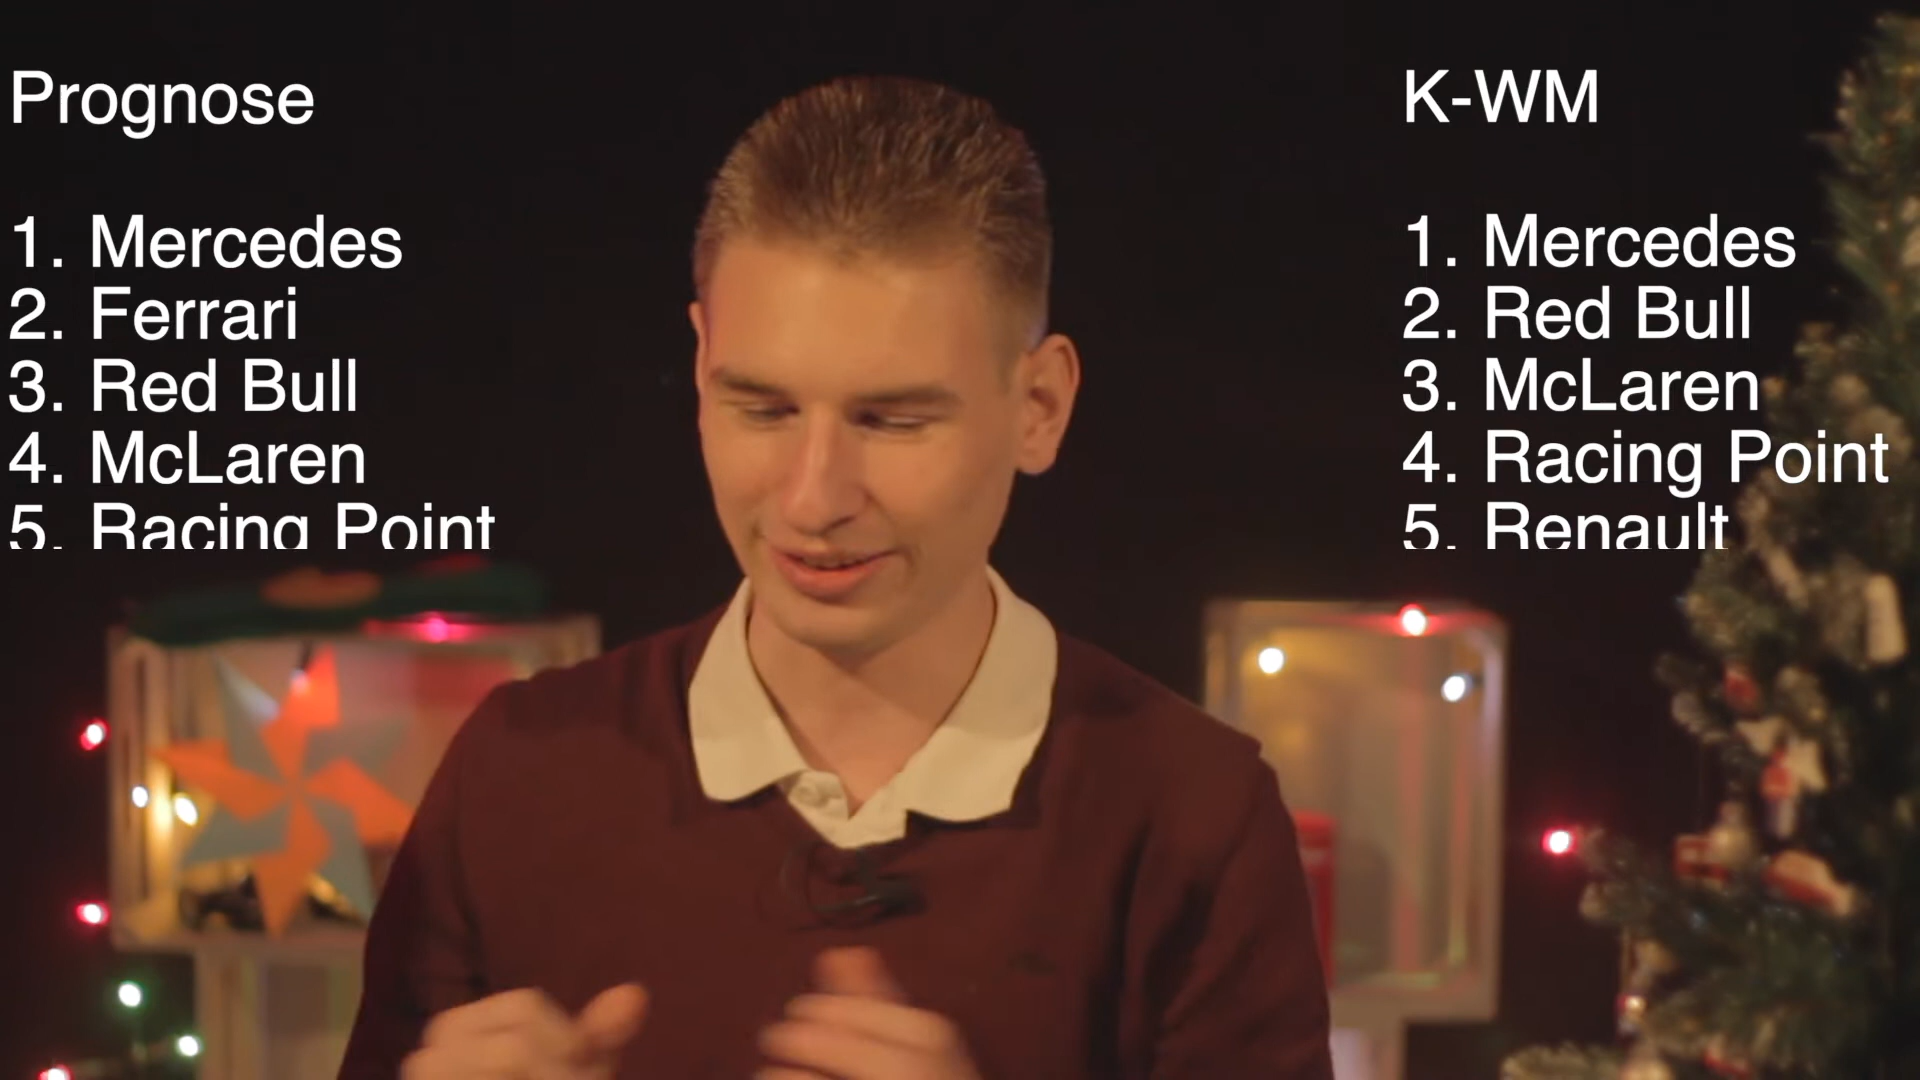 Prognose
1. Mercedes
2. Ferrari
3. Red Bull
4. McLaren
5. Racing Point
K-WM
1. Mercedes
2. Red Bull
3. McLaren
4. Racing Point
5. Renault